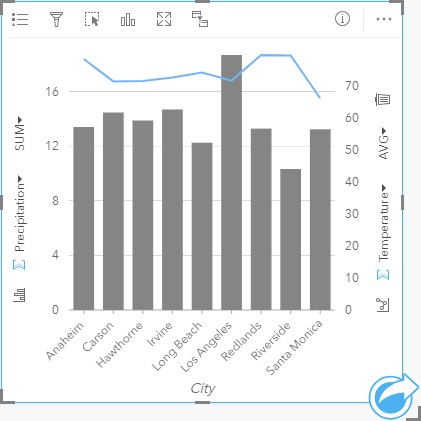 16
12
8
4
0
70
60
50
40
30
20
10
0
SUM
Precipitation
AVG
Temperature
Anaheim
Carson
Hawthorne
Irvine
Long Beach
Los Angeles
Redlands
Riverside
Santa Monica
City